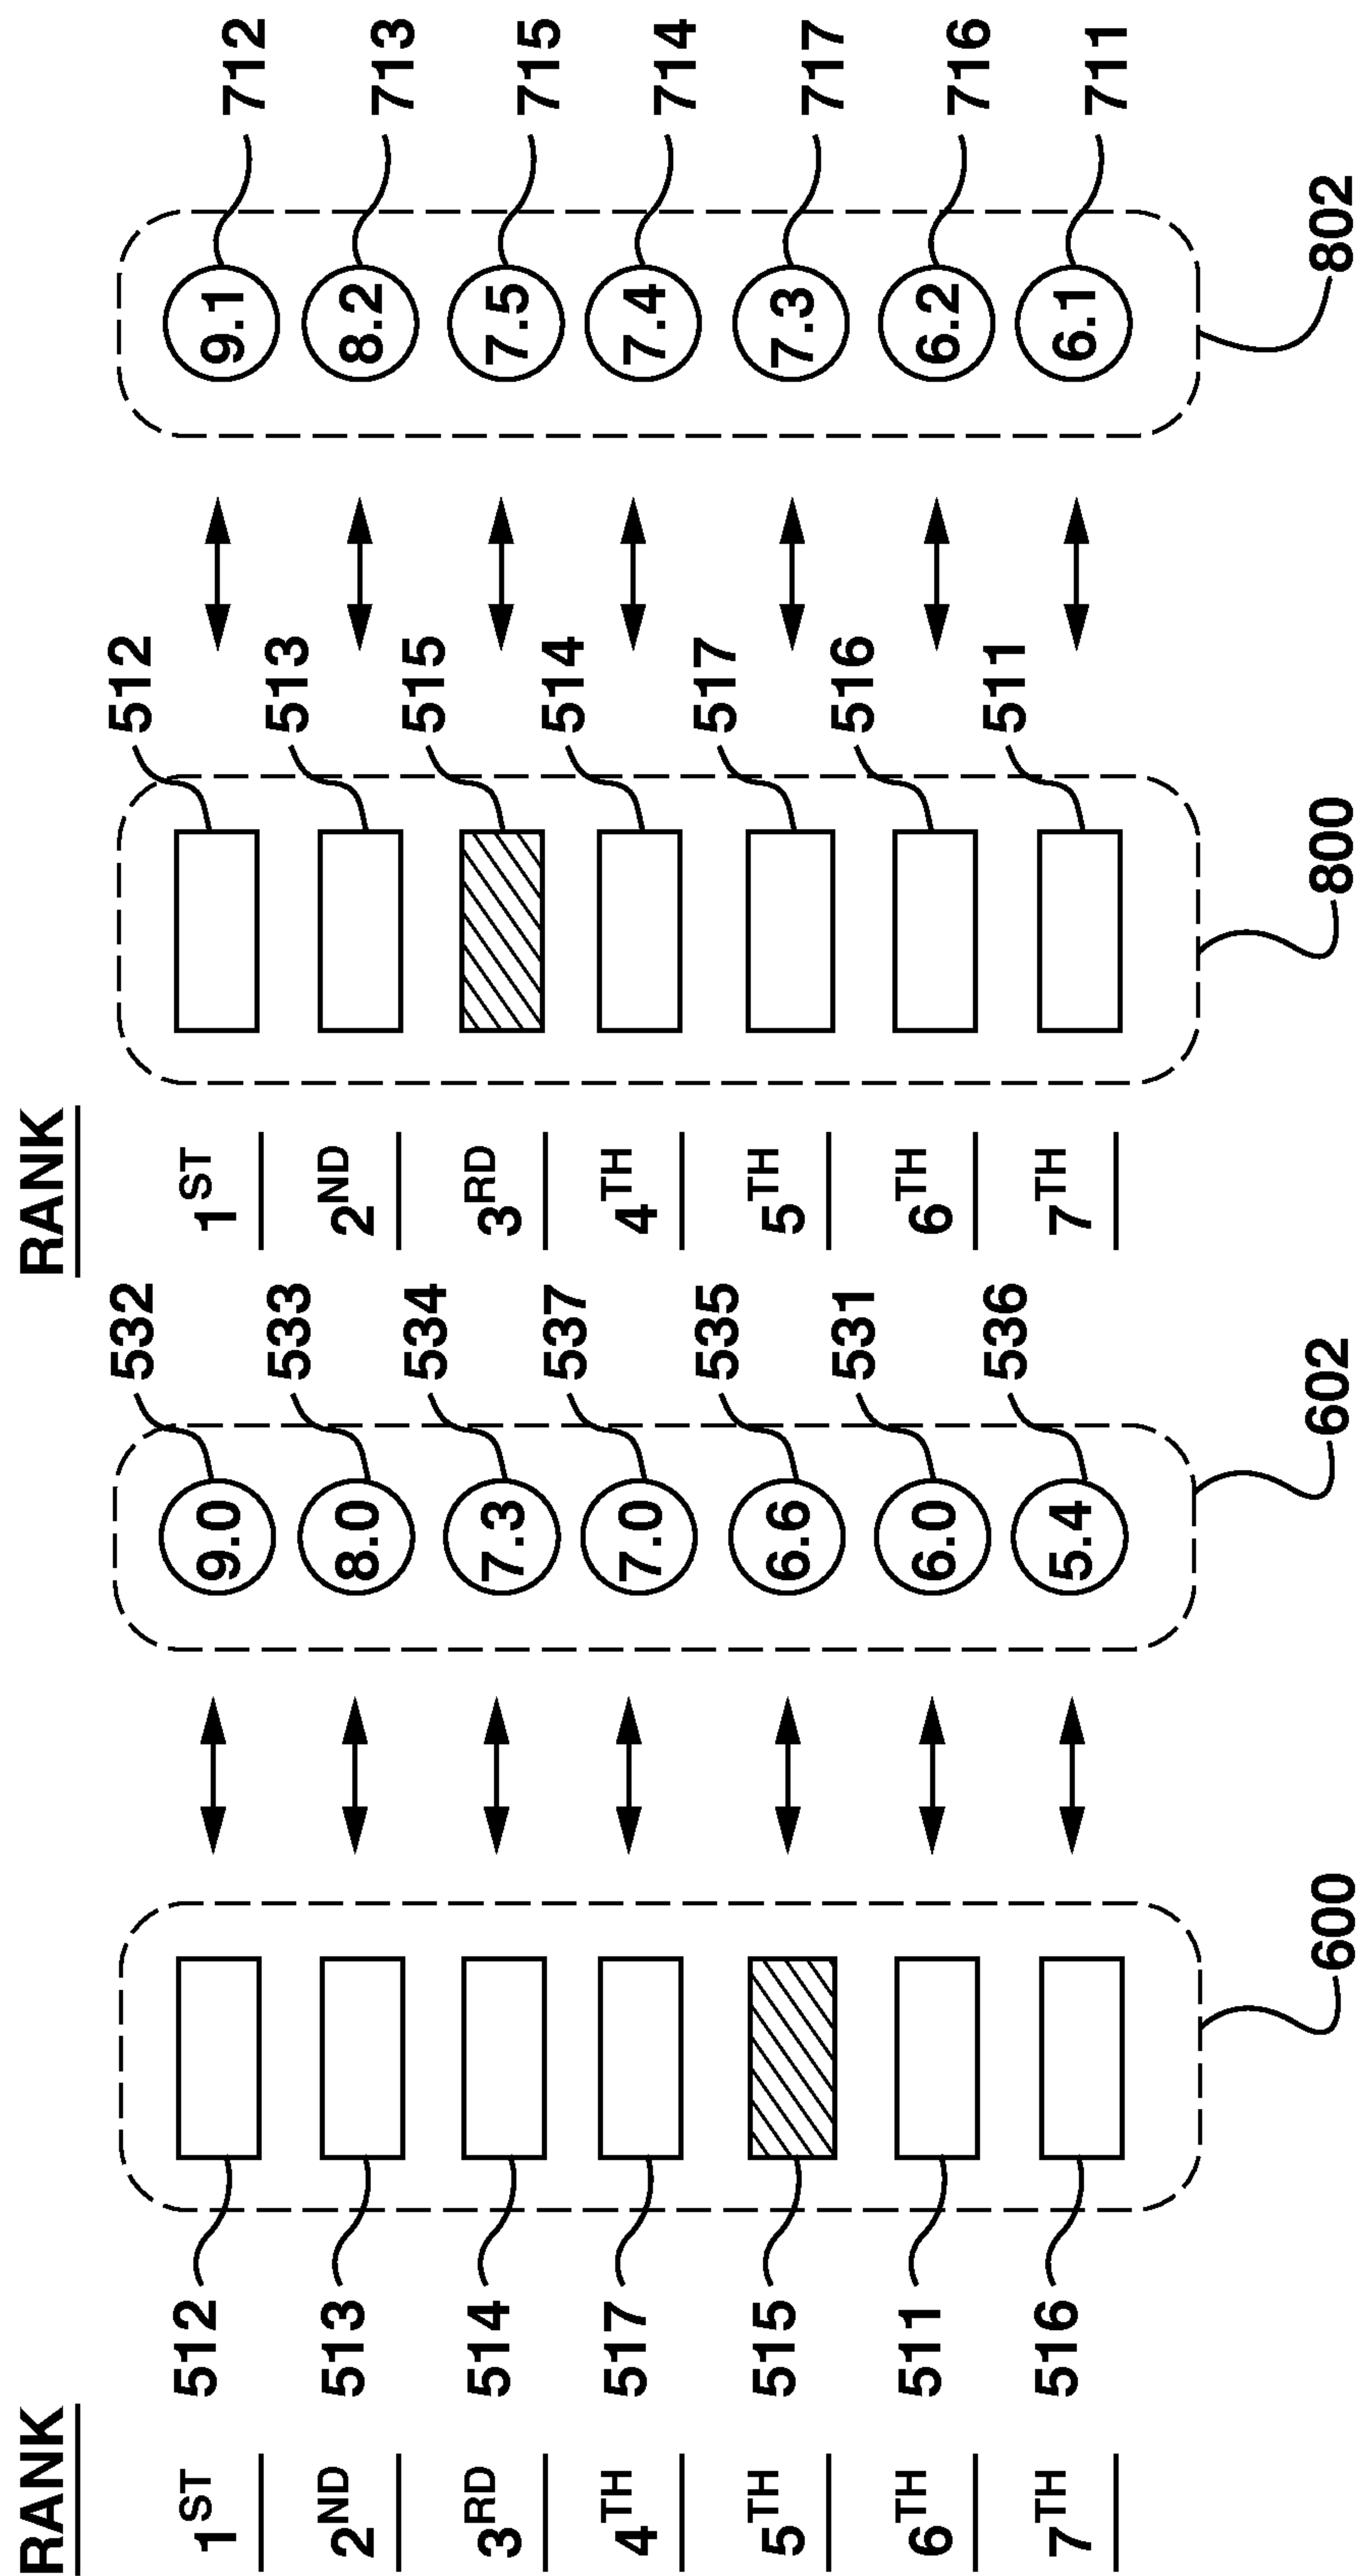 RANK RANK
1ST 512 9.0 532 1ST 512 9.1 712
2ND 513 8.0 533 2ND 513 8.2 713
3RD 514 7.3 534 3RD 515 7.5 715
4TH 517 7.0 537 4TH 514 7.4 714
5TH 515 6.6 535 5TH 517 7.3 717
6TH 511 6.0 531 6TH 516 6.2 716
7TH 516 5.4 536 7TH 511 6.1 711
600 602 800 802